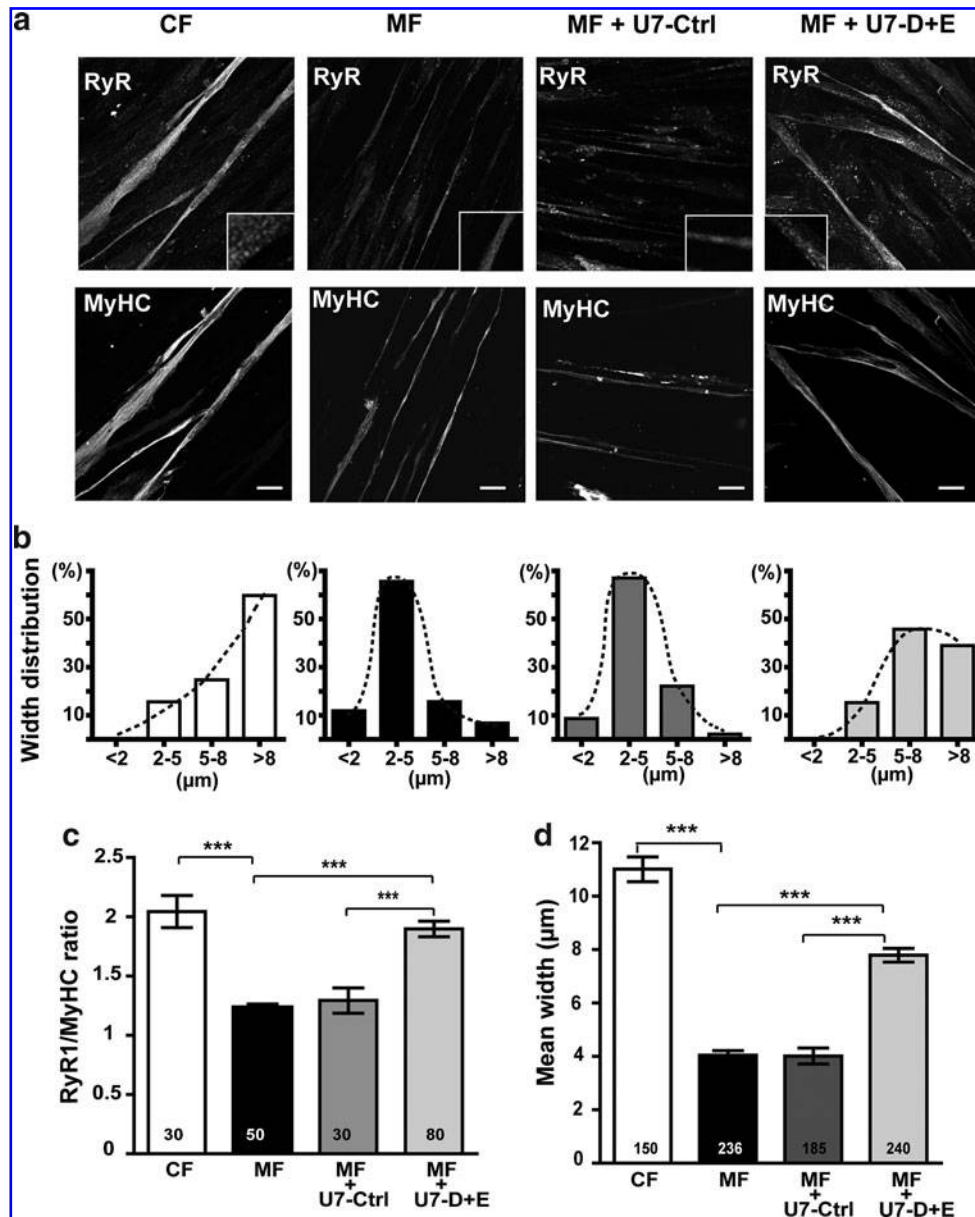 a
CF
MF
MF + U7-Ctrl
MF + U7-D+E
RyR
RyR
RyR
RyR
MyHC
MyHC
MyHC
MyHC
b
Width distribution
(%)
50
30
10
<2
2-5
5-8
>8
(µm)
(%)
50
30
10
<2
2-5
5-8
>8
(µm)
(%)
50
30
10
<2
2-5
5-8
>8
(µm)
(%)
50
30
10
<2
2-5
5-8
>8
(µm)
c
RyR1/MyHC ratio
2.5
2
1.5
1
0.5
0
***
***
***
30
50
30
80
CF
MF
MF
+
U7-Ctrl
MF
+
U7-D+E
d
Mean width (µm)
12
10
8
6
4
2
0
***
***
***
150
236
185
240
CF
MF
MF
+
U7-Ctrl
MF
+
U7-D+E